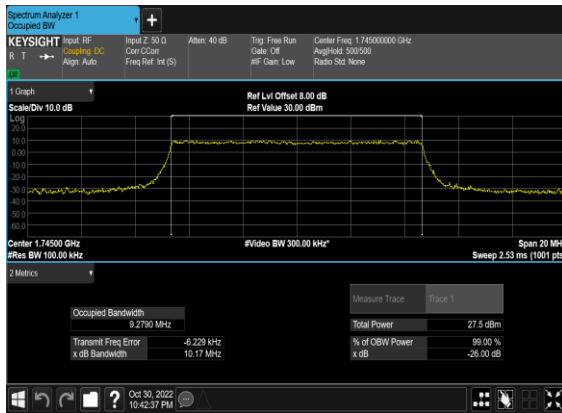 Spectrum Analyzer 1
Occupied BW
KEYSIGHT
R T
Input: RF
Coupling: DC
Align: Auto
Input Z: 50 Ω
Corr CCorr
Freq Ref: Int (S)
Atten: 40 dB
Trig: Free Run
Gate: Off
#IF Gain: Low
Center Freq: 1.745000000 GHz
Avg|Hold: 500/500
Radio Std: None
1 Graph
Scale/Div 10.0 dB
Ref Lvl Offset 8.00 dB
Ref Value 30.00 dBm
Log
20.0
10.0
0.00
-10.0
-20.0
-30.0
-40.0
-50.0
-60.0
Center 1.74500 GHz
#Res BW 100.00 kHz
#Video BW 300.00 kHz*
Span 20 MH
Sweep 2.53 ms (1001 pts
2 Metrics
Measure Trace
Trace 1
Occupied Bandwidth
9.2790 MHz
Total Power
27.5 dBm
Transmit Freq Error
-6.229 kHz
% of OBW Power
99.00 %
x dB Bandwidth
10.17 MHz
x dB
-26.00 dB
?
Oct 30, 2022
10:42:37 PM